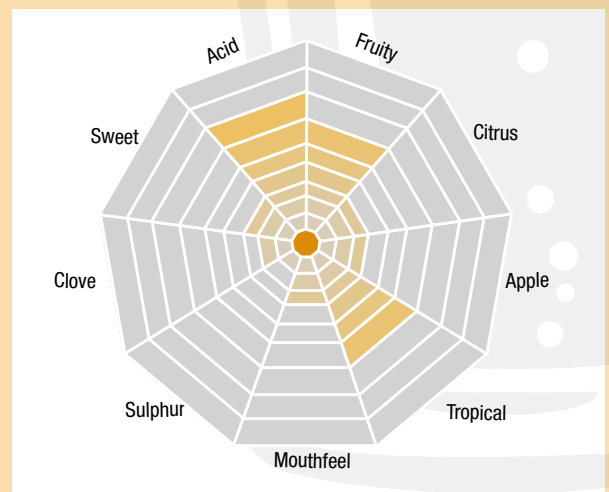 Acid
Fruity
Sweet
Citrus
Clove
Apple
Sulphur
Tropical
Mouthfeel